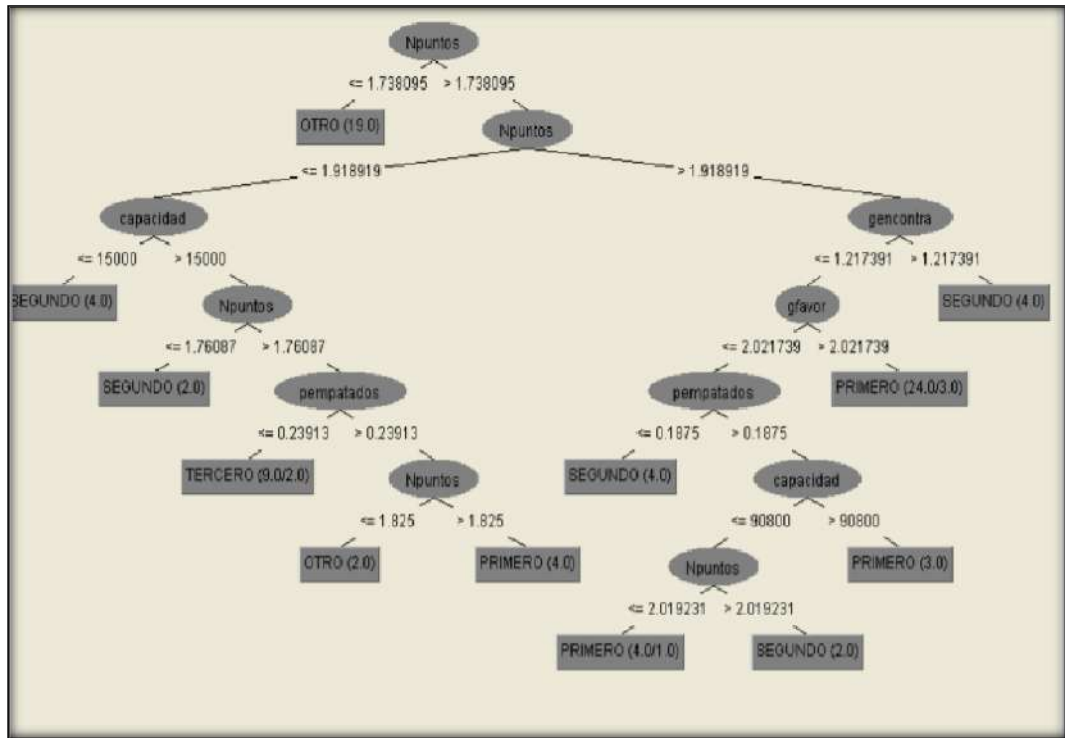 Npuntos
<= 1.738095 > 1.738095
OTRO (19.0)
Npuntos
<= 1.918919 > 1.918919
capacidad
gencontra
<= 15000 > 15000
<= 1.217391 > 1.217391
SEGUNDO (4.0)
Npuntos
gfavor
SEGUNDO (4.0)
<= 1.76087 > 1.76087
<= 2.021739 > 2.021739
SEGUNDO (2.0)
pempatados
pempatados
PRIMERO (24.0/3.0)
<= 0.23913 > 0.23913
<= 0.1875 > 0.1875
TERCERO (9.0/2.0)
Npuntos
SEGUNDO (4.0)
capacidad
<= 1.825 > 1.825
<= 90800 > 90800
OTRO (2.0)
PRIMERO (4.0)
Npuntos
PRIMERO (3.0)
<= 2.019231 > 2.019231
PRIMERO (4.0/1.0)
SEGUNDO (2.0)